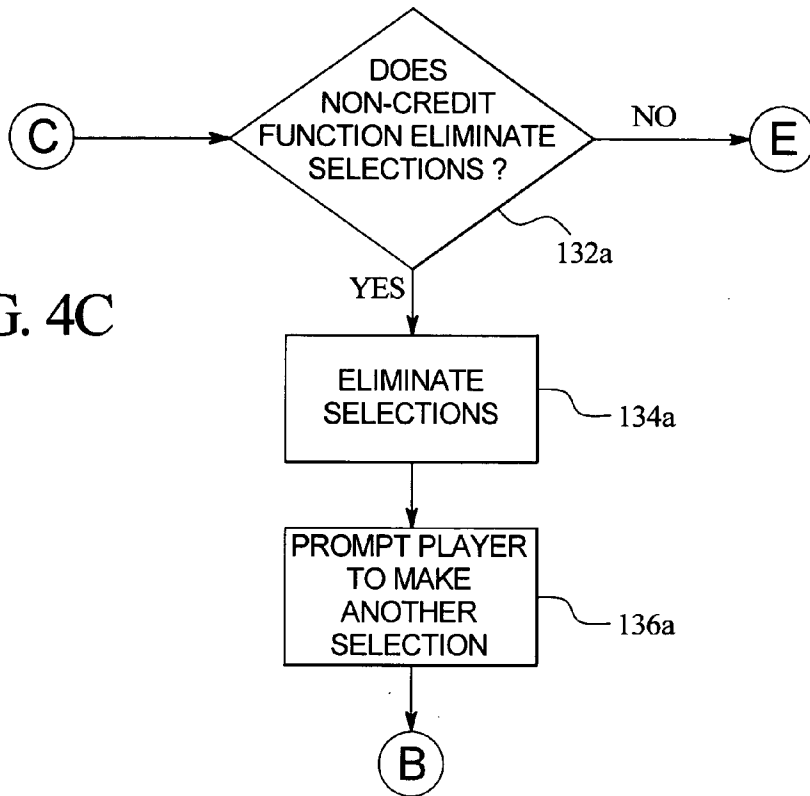 DOES
NON-CREDIT
FUNCTION ELIMINATE
SELECTIONS ?
C
NO
E
132a
YES
G. 4C
ELIMINATE
SELECTIONS
134a
PROMPT PLAYER
TO MAKE
ANOTHER
SELECTION
136a
B